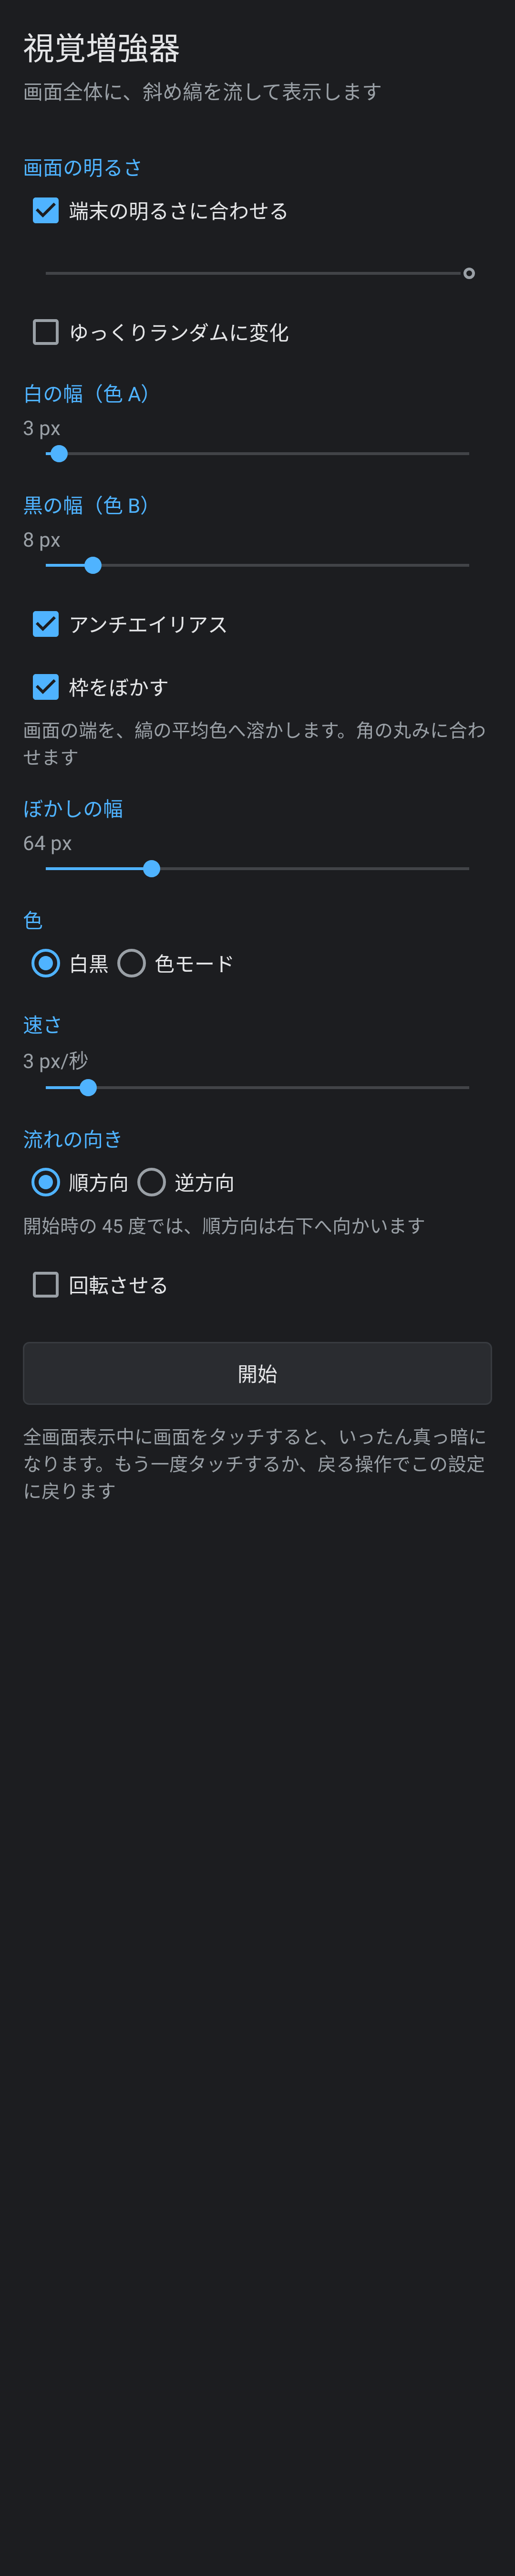 視覚増強器
画面全体に、斜め縞を流して表示します
画面の明るさ
端末の明るさに合わせる
ゆっくりランダムに変化
白の幅（色 A）
3 px
黒の幅（色 B）
8 px
アンチエイリアス
枠をぼかす
画面の端を、縞の平均色へ溶かします。角の丸みに合わ
せます
ぼかしの幅
64 px
色
白黒 色モード
速さ
3 px/秒
流れの向き
順方向 逆方向
開始時の 45 度では、順方向は右下へ向かいます
回転させる
開始
全画面表示中に画面をタッチすると、いったん真っ暗に
なります。もう一度タッチするか、戻る操作でこの設定
に戻ります